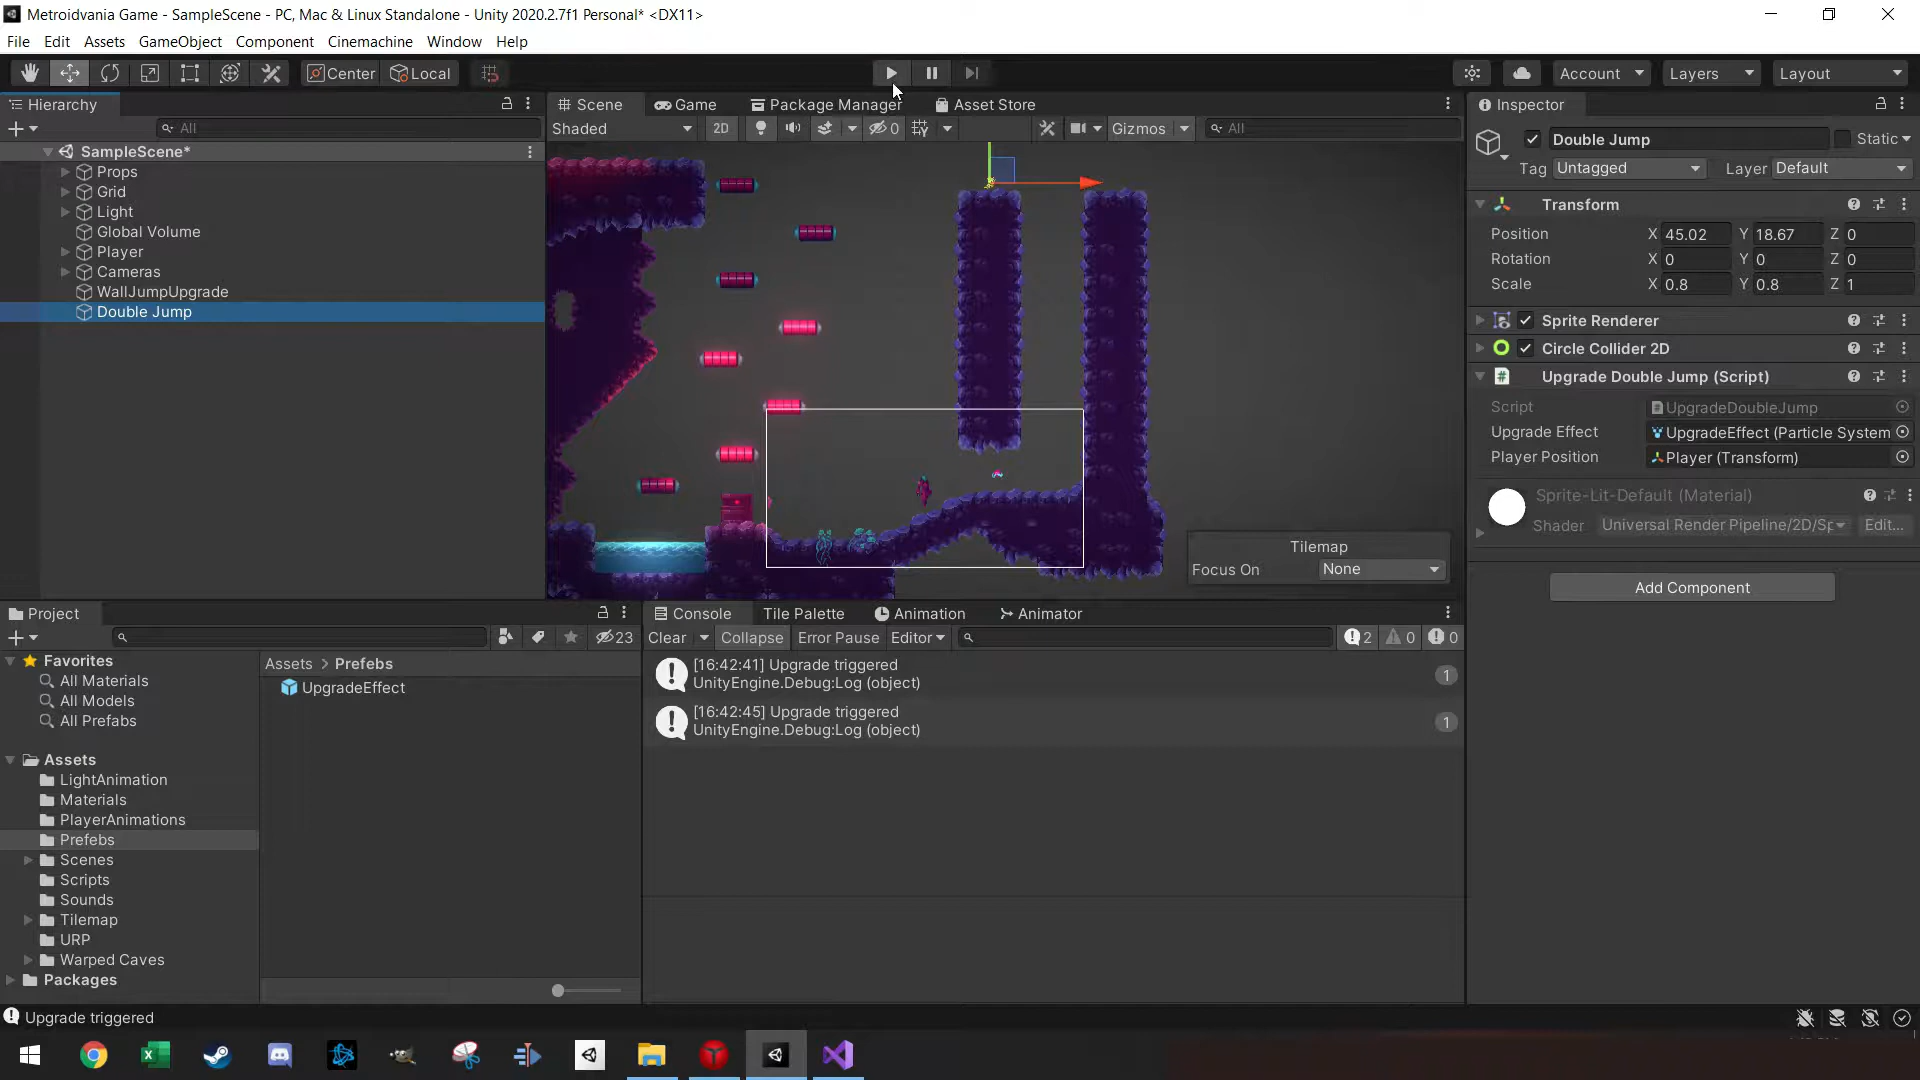 Metroidvania Game - SampleScene - PC, Mac & Linux Standalone - Unity 2020.2.7f1 Personal* <DX11>
File Edit Assets GameObject Component Cinemachine Window Help
Center Local
Account Layers Layout
Hierarchy
All
SampleScene*
Props
Grid
Light
Global Volume
Player
Cameras
WallJumpUpgrade
Double Jump
Scene Game Package Manager Asset Store
Shaded 2D 0 Gizmos All
Tilemap
Focus On None
Inspector
Double Jump Static
Tag Untagged Layer Default
Transform
Position X 45.02 Y 18.67 Z 0
Rotation X 0 Y 0 Z 0
Scale X 0.8 Y 0.8 Z 1
Sprite Renderer
Circle Collider 2D
# Upgrade Double Jump (Script)
Script UpgradeDoubleJump
Upgrade Effect UpgradeEffect (Particle System
Player Position Player (Transform)
Sprite-Lit-Default (Material)
Shader Universal Render Pipeline/2D/Sp Edit...
Add Component
Project
23
Favorites
All Materials
All Models
All Prefabs
Assets
LightAnimation
Materials
PlayerAnimations
Prefebs
Scenes
Scripts
Sounds
Tilemap
URP
Warped Caves
Packages
Assets > Prefebs
UpgradeEffect
Console Tile Palette Animation Animator
Clear Collapse Error Pause Editor 2 0 0
[16:42:41] Upgrade triggered
UnityEngine.Debug:Log (object)
1
[16:42:45] Upgrade triggered
UnityEngine.Debug:Log (object)
1
Upgrade triggered